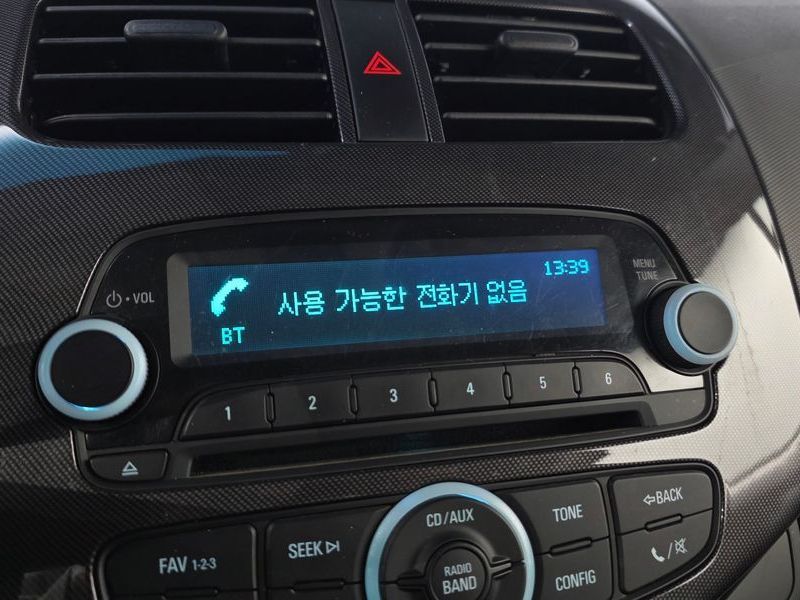 13:39
사용 가능한 전화기 없음
BT
VOL
MENU
TUNE
1 2 3 4 5 6
CD/AUX
TONE
BACK
FAV 1-2-3
SEEK
RADIO
BAND
CONFIG